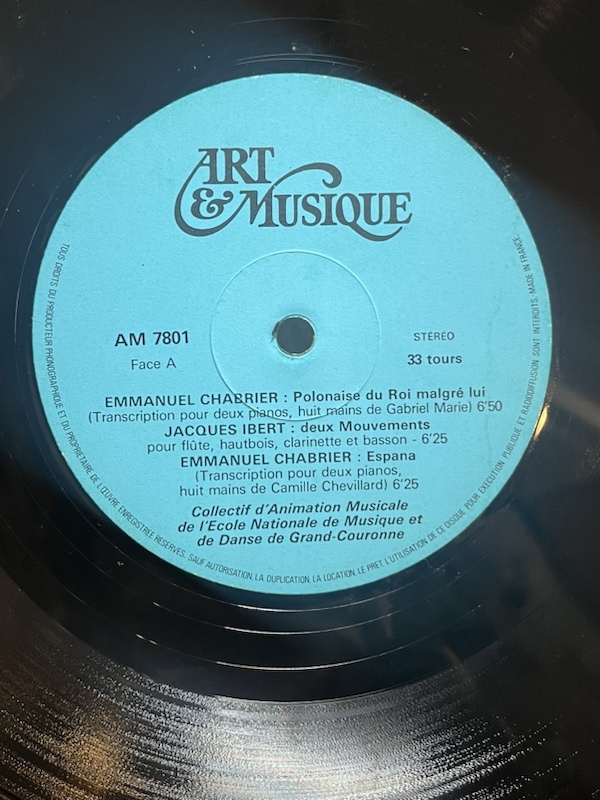 ART
& MUSIQUE
AM 7801
Face A
STÉRÉO
33 tours
EMMANUEL CHABRIER : Polonaise du Roi malgré lui
(Transcription pour deux pianos, huit mains de Gabriel Marie) 6'50
JACQUES IBERT : deux Mouvements
pour flûte, hautbois, clarinette et basson - 6'25
EMMANUEL CHABRIER : Espana
(Transcription pour deux pianos,
huit mains de Camille Chevillard) 6'25
Collectif d'Animation Musicale
de l'Ecole Nationale de Musique et
de Danse de Grand-Couronne
TOUS DROITS DU PRODUCTEUR PHONOGRAPHIQUE ET DU PROPRIETAIRE DE L'ŒUVRE ENREGISTREE RESERVES. SAUF AUTORISATION, LA DUPLICATION, LA LOCATION, LE PRET, L'UTILISATION DE CE DISQUE POUR EXECUTION PUBLIQUE ET RADIODIFFUSION SONT INTERDITS. MADE IN FRANCE.